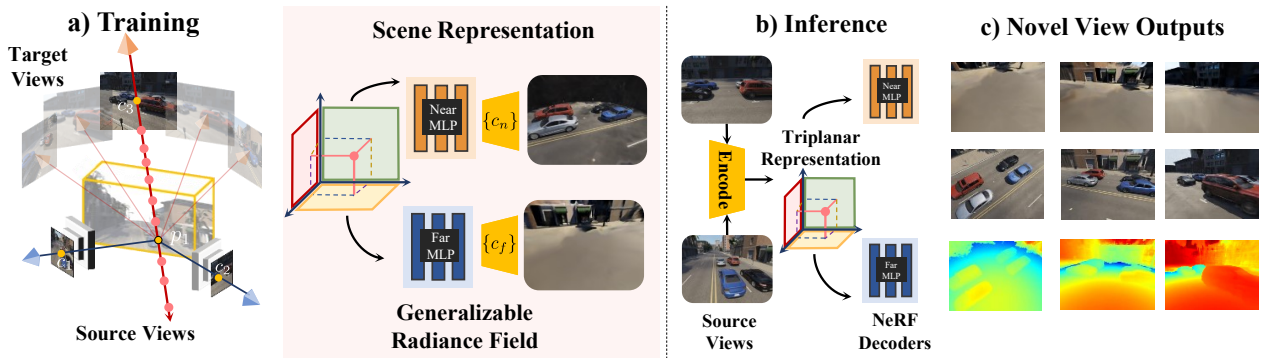 a) Training
Target
Views
c₃
p₁
c₁
c₂
Source Views
Scene Representation
Near
MLP
{cₙ}
Far
MLP
{c_f}
Generalizable
Radiance Field
b) Inference
Encode
Triplanar
Representation
Near
MLP
Far
MLP
Source
Views
NeRF
Decoders
c) Novel View Outputs